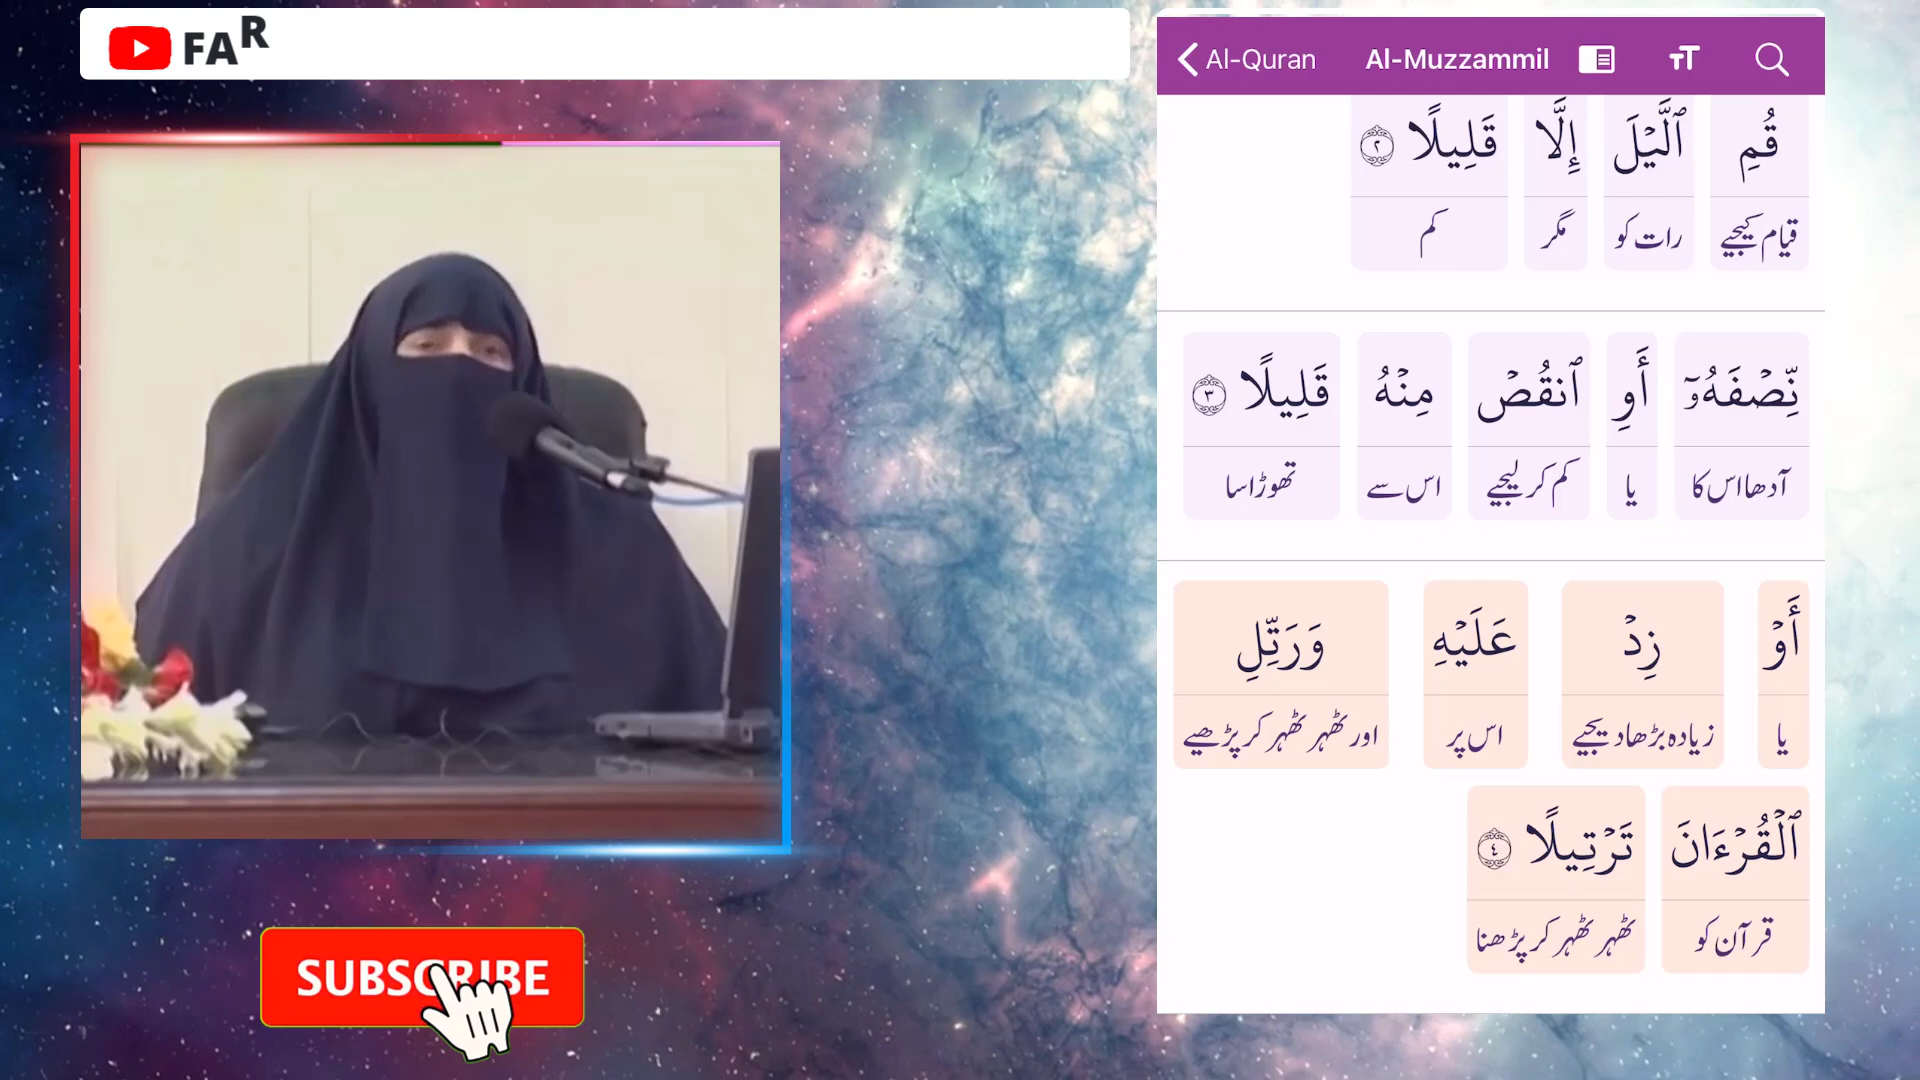 FAR
SUBSCRIBE
Al-Quran Al-Muzzammil
قُمِ ٱلَّيۡلَ إِلَّا قَلِيلًا ٢
قیام کیجیے رات کو مگر کم
نِّصۡفَهُۥٓ أَوِ ٱنقُصۡ مِنۡهُ قَلِيلًا ٣
آدھا اس کا یا کم کر لیجیے اس سے تھوڑا سا
أَوۡ زِدۡ عَلَيۡهِ وَرَتِّلِ
یا زیادہ بڑھا دیجیے اس پر اور ٹھہر ٹھہر کر پڑھیے
ٱلۡقُرۡءَانَ تَرۡتِيلًا ٤
قرآن کو ٹھہر ٹھہر کر پڑھنا